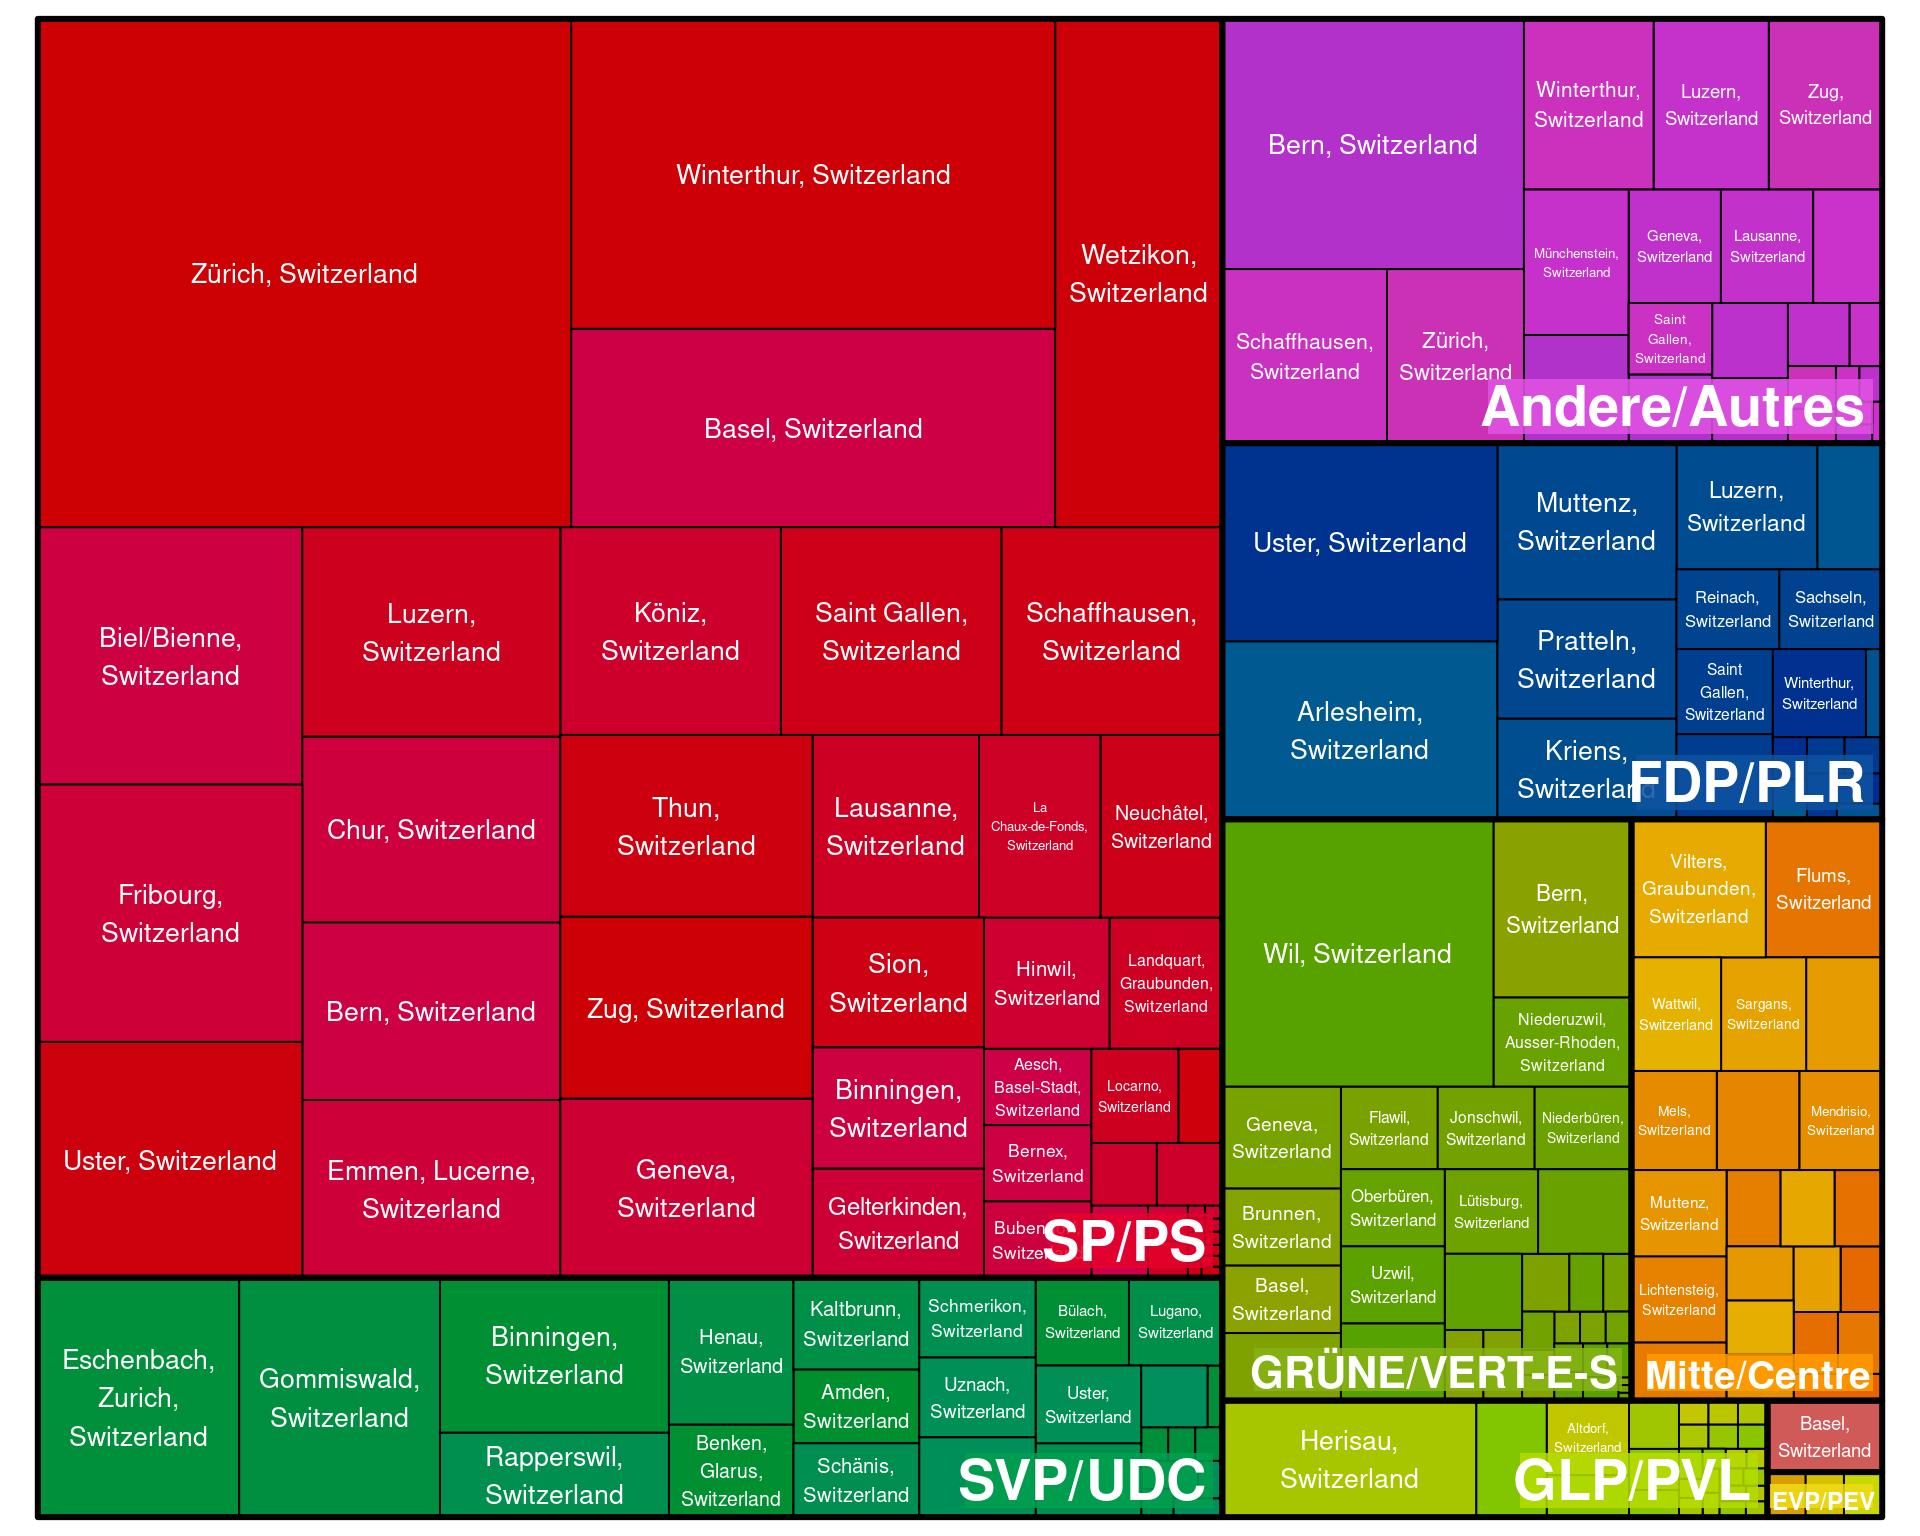 Zürich, Switzerland
Winterthur, Switzerland
Basel, Switzerland
Wetzikon,
Switzerland
Biel/Bienne,
Switzerland
Fribourg,
Switzerland
Uster, Switzerland
Luzern,
Switzerland
Chur, Switzerland
Bern, Switzerland
Emmen, Lucerne,
Switzerland
Köniz,
Switzerland
Saint Gallen,
Switzerland
Schaffhausen,
Switzerland
Thun,
Switzerland
Zug, Switzerland
Geneva,
Switzerland
Lausanne,
Switzerland
La
Chaux-de-Fonds,
Switzerland
Neuchâtel,
Switzerland
Sion,
Switzerland
Binningen,
Switzerland
Gelterkinden,
Switzerland
Hinwil,
Switzerland
Landquart,
Graubunden,
Switzerland
Aesch,
Basel-Stadt,
Switzerland
Bernex,
Switzerland
Locarno,
Switzerland
SP/PS
Eschenbach,
Zurich,
Switzerland
Gommiswald,
Switzerland
Binningen,
Switzerland
Rapperswil,
Switzerland
Henau,
Switzerland
Benken,
Glarus,
Switzerland
Kaltbrunn,
Switzerland
Amden,
Switzerland
Schänis,
Switzerland
Schmerikon,
Switzerland
Uznach,
Switzerland
Bülach,
Switzerland
Lugano,
Switzerland
Uster,
Switzerland
SVP/UDC
Bern, Switzerland
Schaffhausen,
Switzerland
Zürich,
Switzerland
Winterthur,
Switzerland
Luzern,
Switzerland
Zug,
Switzerland
Münchenstein,
Switzerland
Geneva,
Switzerland
Lausanne,
Switzerland
Saint
Gallen,
Switzerland
Andere/Autres
Uster, Switzerland
Arlesheim,
Switzerland
Muttenz,
Switzerland
Pratteln,
Switzerland
Kriens,
Switzerland
Luzern,
Switzerland
Reinach,
Switzerland
Sachseln,
Switzerland
Saint
Gallen,
Switzerland
Winterthur,
Switzerland
FDP/PLR
Wil, Switzerland
Bern,
Switzerland
Niederuzwil,
Ausser-Rhoden,
Switzerland
Geneva,
Switzerland
Brunnen,
Switzerland
Basel,
Switzerland
Flawil,
Switzerland
Jonschwil,
Switzerland
Niederbüren,
Switzerland
Oberbüren,
Switzerland
Lütisburg,
Switzerland
Uzwil,
Switzerland
GRÜNE/VERT-E-S
Vilters,
Graubunden,
Switzerland
Flums,
Switzerland
Wattwil,
Switzerland
Sargans,
Switzerland
Mels,
Switzerland
Mendrisio,
Switzerland
Muttenz,
Switzerland
Lichtensteig,
Switzerland
Mitte/Centre
Herisau,
Switzerland
Altdorf,
Switzerland
GLP/PVL
Basel,
Switzerland
EVP/PEV